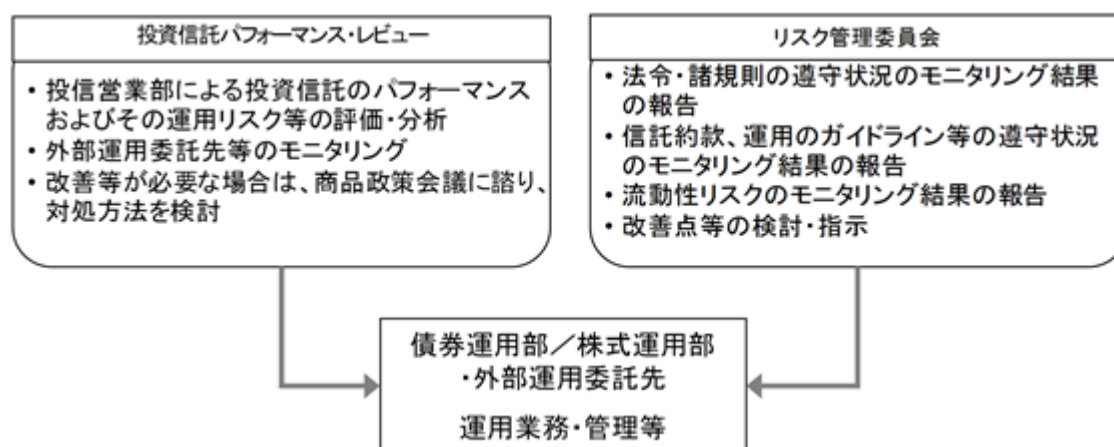 投資信託パフォーマンス・レビュー
・投信営業部による投資信託のパフォーマンス
およびその運用リスク等の評価・分析
・外部運用委託先等のモニタリング
・改善等が必要な場合は、商品政策会議に諮り、
対処方法を検討
リスク管理委員会
・法令・諸規則の遵守状況のモニタリング結果
の報告
・信託約款、運用のガイドライン等の遵守状況
のモニタリング結果の報告
・流動性リスクのモニタリング結果の報告
・改善点等の検討・指示
債券運用部／株式運用部
・外部運用委託先
運用業務・管理等